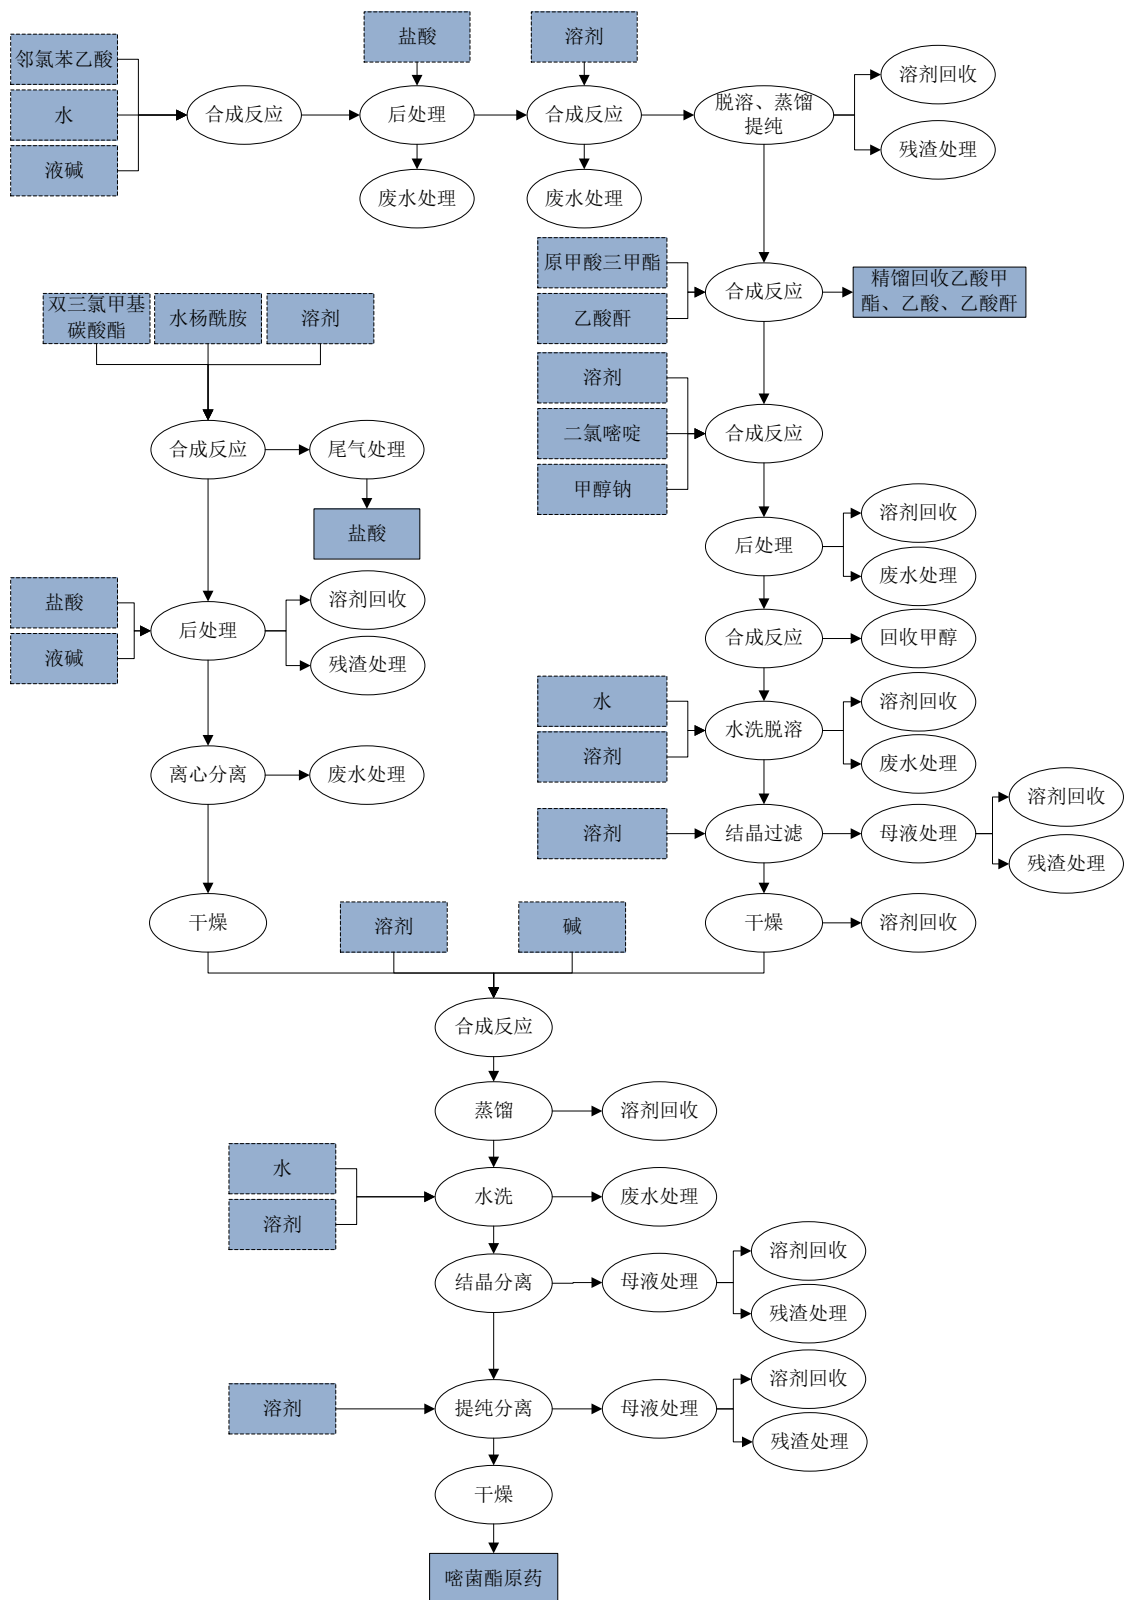 盐酸
溶剂
邻氯苯乙酸
水
液碱
合成反应
后处理
合成反应
脱溶、蒸馏
提纯
溶剂回收
残渣处理
废水处理
废水处理
原甲酸三甲酯
乙酸酐
合成反应
精馏回收乙酸甲
酯、乙酸、乙酸酐
双三氯甲基
碳酸酯
水杨酰胺
溶剂
溶剂
二氯嘧啶
甲醇钠
合成反应
合成反应
尾气处理
盐酸
后处理
溶剂回收
废水处理
盐酸
液碱
后处理
溶剂回收
残渣处理
合成反应
回收甲醇
水
溶剂
水洗脱溶
溶剂回收
废水处理
离心分离
废水处理
溶剂
结晶过滤
母液处理
溶剂回收
残渣处理
干燥
溶剂
碱
干燥
溶剂回收
合成反应
蒸馏
溶剂回收
水
溶剂
水洗
废水处理
结晶分离
母液处理
溶剂回收
残渣处理
溶剂
提纯分离
母液处理
溶剂回收
残渣处理
干燥
嘧菌酯原药